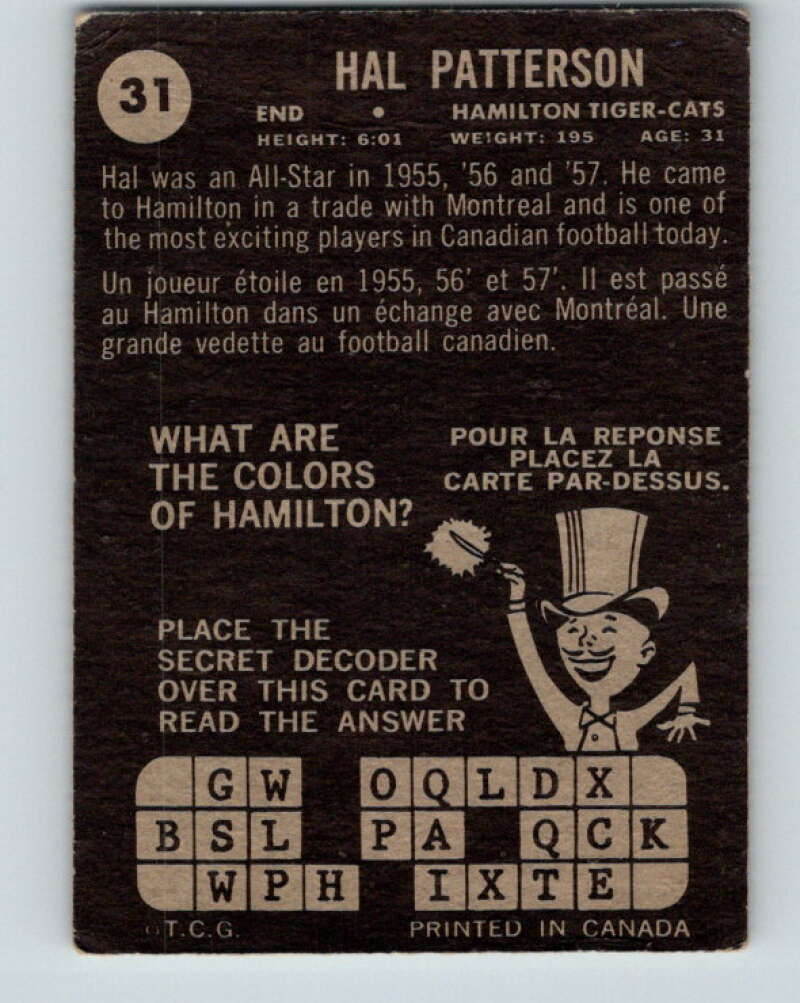 31
HAL PATTERSON
END • HAMILTON TIGER-CATS
HEIGHT: 6:01 WEIGHT: 195 AGE: 31
Hal was an All-Star in 1955, '56 and '57. He came
to Hamilton in a trade with Montreal and is one of
the most exciting players in Canadian football today.
Un joueur étoile en 1955, 56' et 57'. Il est passé
au Hamilton dans un échange avec Montréal. Une
grande vedette au football canadien.
WHAT ARE
THE COLORS
OF HAMILTON?
POUR LA REPONSE
PLACEZ LA
CARTE PAR-DESSUS.
PLACE THE
SECRET DECODER
OVER THIS CARD TO
READ THE ANSWER
G W O Q L D X
B S L P A Q C K
W P H I X T E
T.C.G. PRINTED IN CANADA